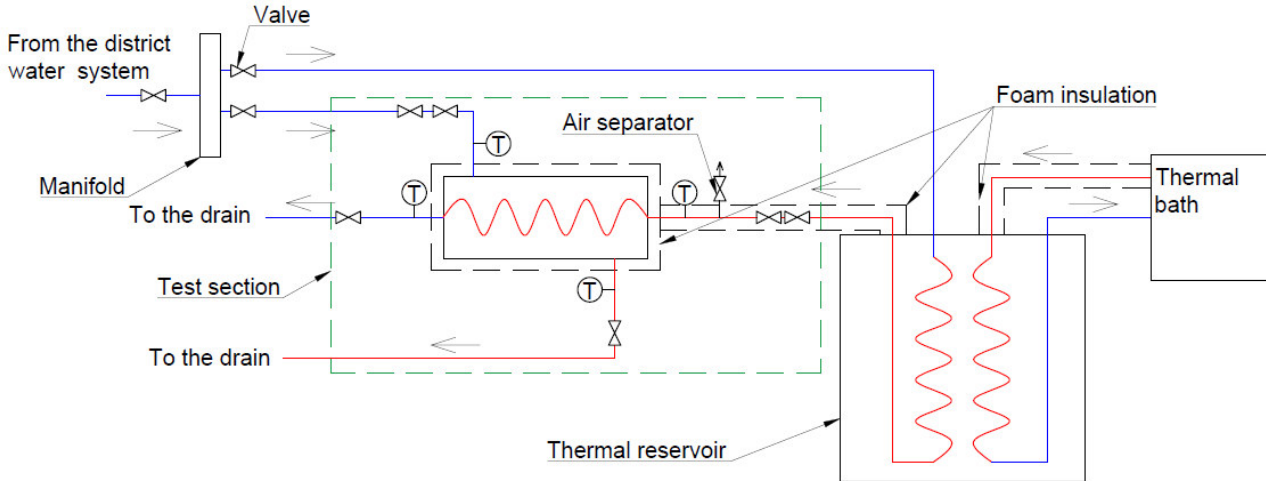 Valve
From the district
water system
Foam insulation
Air separator
T
Manifold
T
T
Thermal
bath
To the drain
Test section
T
To the drain
Thermal reservoir